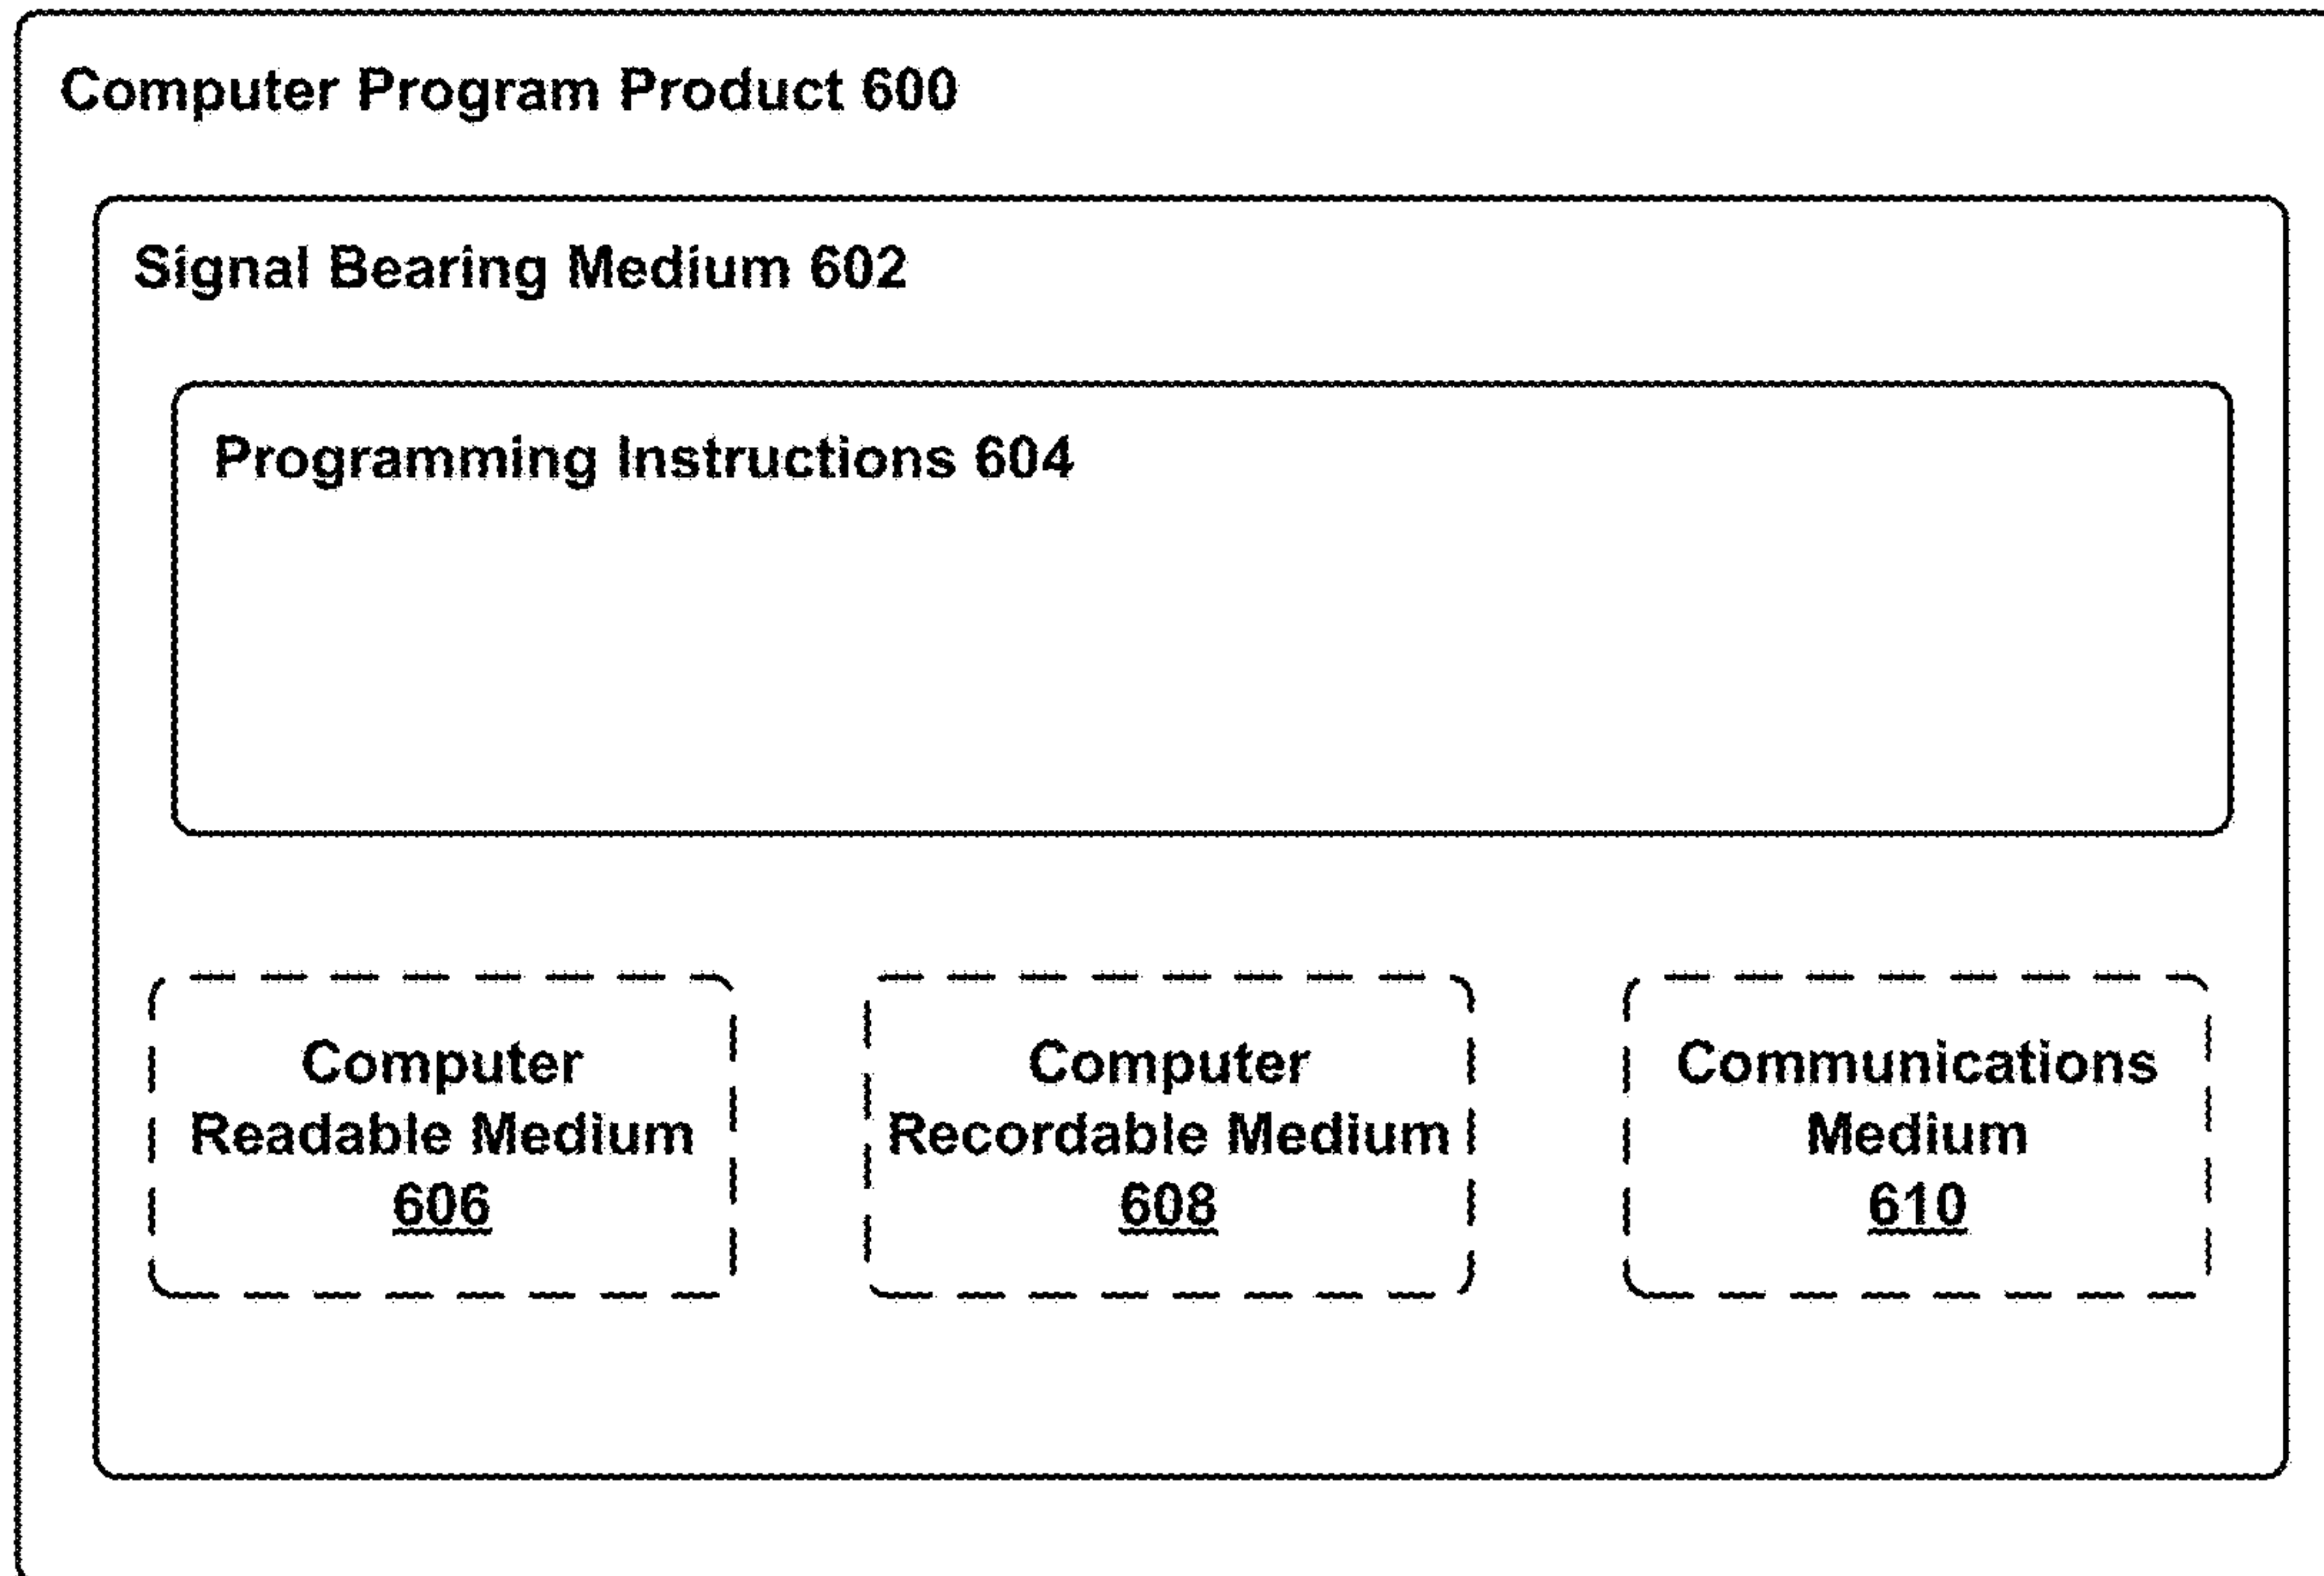 Computer Program Product 600
Signal Bearing Medium 602
Programming Instructions 604
Computer
Readable Medium
606
Computer
Recordable Medium
608
Communications
Medium
610